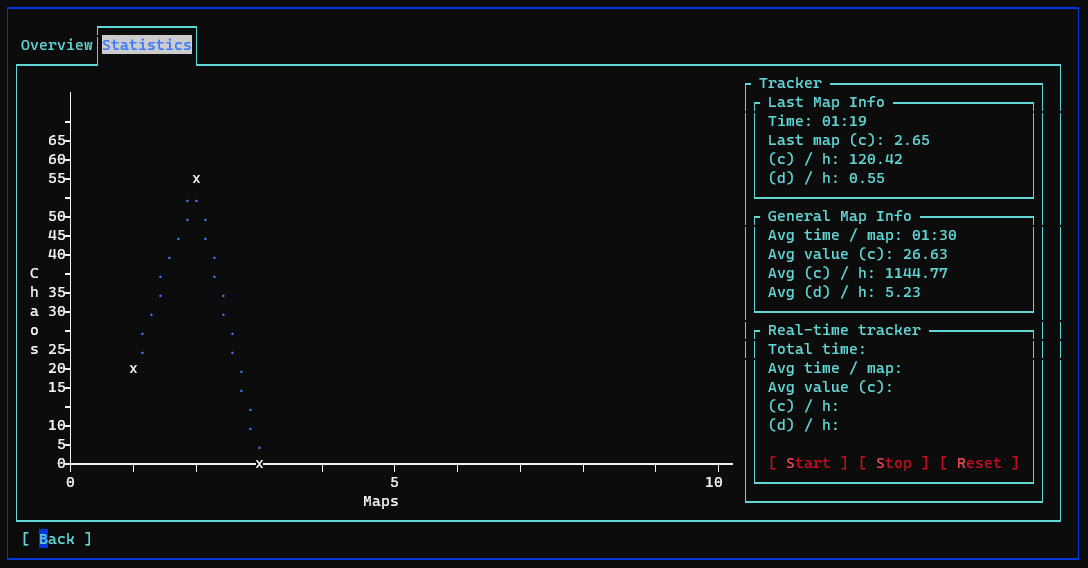 Overview Statistics
65
60
55
50
45
40
35
30
25
20
15
10
5
0
Chaos
x
x
x
0 5 10
Maps
Tracker
Last Map Info
Time: 01:19
Last map (c): 2.65
(c) / h: 120.42
(d) / h: 0.55
General Map Info
Avg time / map: 01:30
Avg value (c): 26.63
Avg (c) / h: 1144.77
Avg (d) / h: 5.23
Real-time tracker
Total time:
Avg time / map:
Avg value (c):
(c) / h:
(d) / h:
[ Start ] [ Stop ] [ Reset ]
[ Back ]